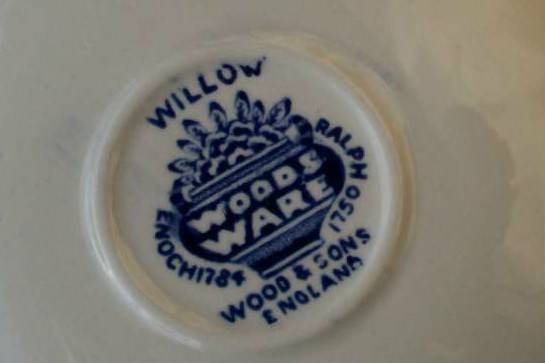 WILLOW
WOODS
WARE
ENOCH 1784
RALPH 1750
WOOD & SONS
ENGLAND